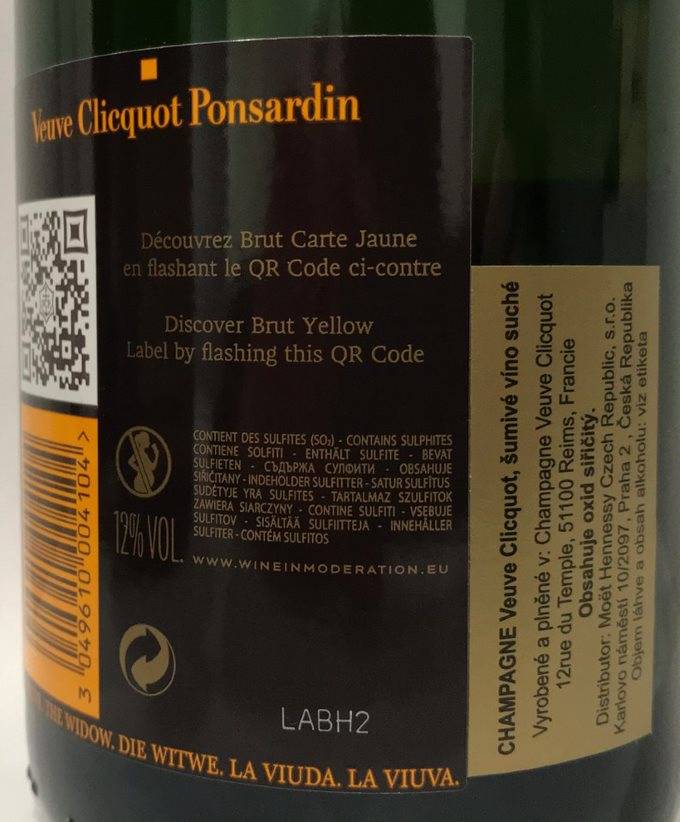 Veuve Clicquot Ponsardin
Découvrez Brut Carte Jaune
en flashant le QR Code ci-contre
Discover Brut Yellow
Label by flashing this QR Code
CONTIENT DES SULFITES (SO₂) - CONTAINS SULPHITES
CONTIENE SOLFITI - ENTHÄLT SULFITE - BEVAT
SULFIETEN - СЪДЪРЖА СУЛФИТИ - OBSAHUJE
SIŘIČITANY - INDEHOLDER SULFITTER - SATUR SULFĪTUS
SUDĖTYJE YRA SULFITES - TARTALMAZ SZULFITOK
ZAWIERA SIARCZYNY - CONTINE SULFITI - VSEBUJE
SULFITOV - SISÄLTÄÄ SULFIITTEJA - INNEHÅLLER
SULFITER - CONTÉM SULFITOS
12% VOL.
WWW.WINEINMODERATION.EU
3 049610 004104 >
LABH2
THE WIDOW. DIE WITWE. LA VIUDA. LA VIUVA.
CHAMPAGNE Veuve Clicquot, šumivé víno suché
Vyrobené a plněné v: Champagne Veuve Clicquot
12rue du Temple, 51100 Reims, Francie
Obsahuje oxid siřičitý.
Distributor: Moët Hennessy Czech Republic, s.r.o.
Karlovo náměstí 10/2097, Praha 2 , Česká Republika
Objem láhve a obsah alkoholu: viz etiketa